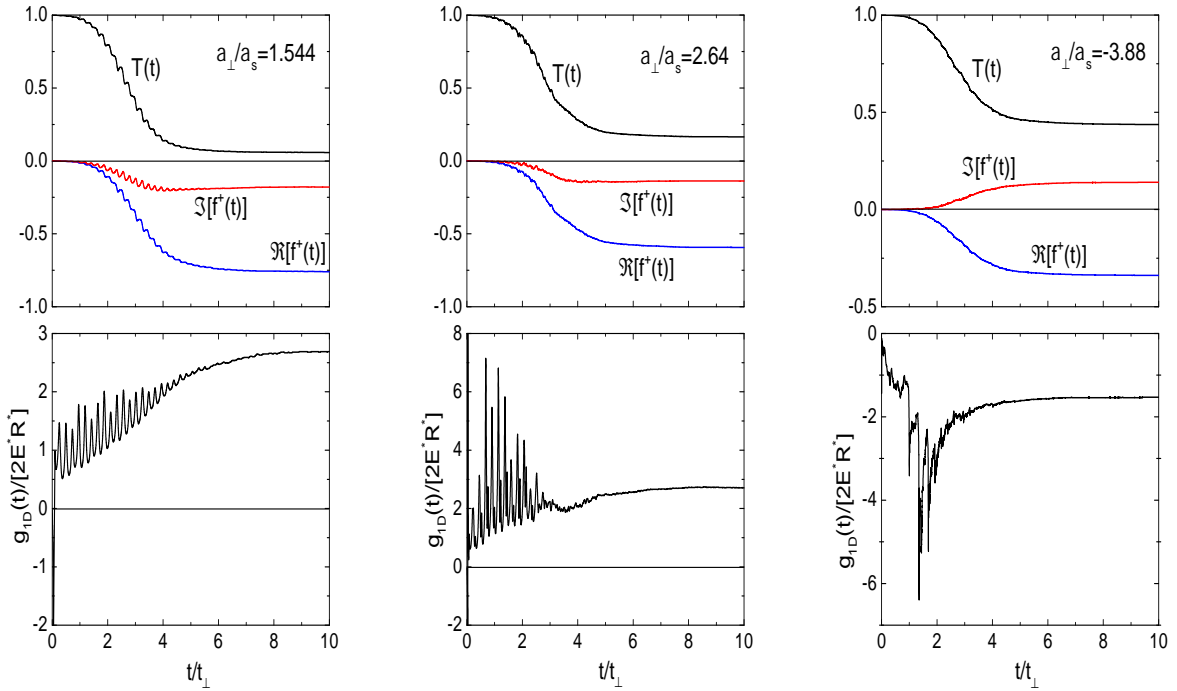 1.0
0.5
0.0
-0.5
-1.0
a⊥/as=1.544
T(t)
ℑ[f⁺(t)]
ℜ[f⁺(t)]
1.0
0.5
0.0
-0.5
-1.0
a⊥/as=2.64
T(t)
ℑ[f⁺(t)]
ℜ[f⁺(t)]
1.0
0.5
0.0
-0.5
a⊥/as=-3.88
T(t)
ℑ[f⁺(t)]
ℜ[f⁺(t)]
3
2
1
0
-1
-2
g1D(t)/[2E*R*]
0 2 4 6 8 10
t/t⊥
8
6
4
2
0
-2
g1D(t)/[2E*R*]
0 2 4 6 8 10
t/t⊥
0
-2
-4
-6
g1D(t)/[2E*R*]
0 2 4 6 8 10
t/t⊥